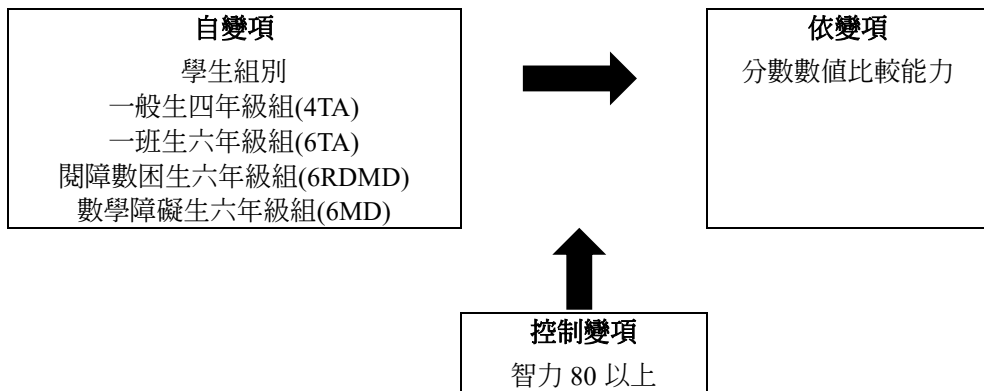 自變項
學生組別
一般生四年級組(4TA)
一班生六年級組(6TA)
閱障數困生六年級組(6RDMD)
數學障礙生六年級組(6MD)
依變項
分數數值比較能力
控制變項
智力 80 以上